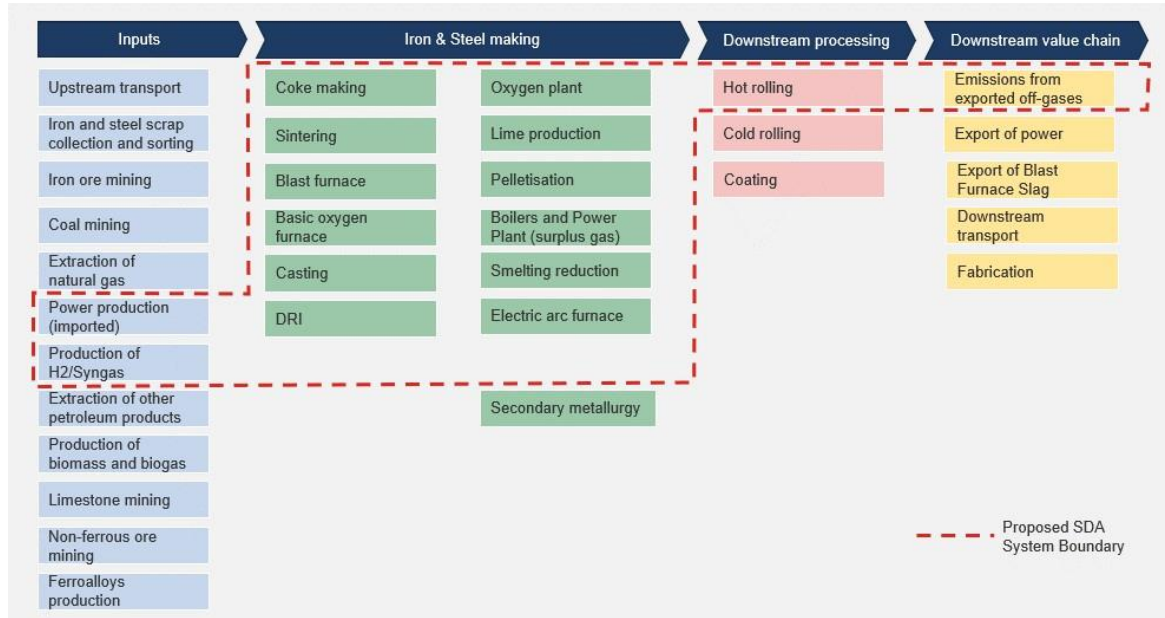 Inputs
Iron & Steel making
Downstream processing
Downstream value chain
Upstream transport
Iron and steel scrap
collection and sorting
Iron ore mining
Coal mining
Extraction of
natural gas
Power production
(imported)
Production of
H2/Syngas
Extraction of other
petroleum products
Production of
biomass and biogas
Limestone mining
Non-ferrous ore
mining
Ferroalloys
production
Coke making
Sintering
Blast furnace
Basic oxygen
furnace
Casting
DRI
Oxygen plant
Lime production
Pelletisation
Boilers and Power
Plant (surplus gas)
Smelting reduction
Electric arc furnace
Secondary metallurgy
Hot rolling
Cold rolling
Coating
Emissions from
exported off-gases
Export of power
Export of Blast
Furnace Slag
Downstream
transport
Fabrication
Proposed SDA
System Boundary